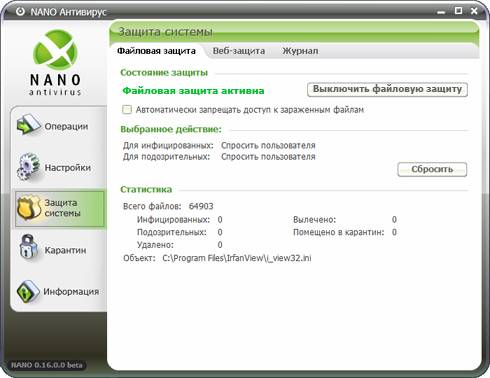 NANO Антивирус
NANO
antivirus
Операции
Настройки
Защита
системы
Карантин
Информация
NANO 0.16.0.0 beta
Защита системы
Файловая защита Веб-защита Журнал
Состояние защиты
Файловая защита активна Выключить файловую защиту
Автоматически запрещать доступ к зараженным файлам
Выбранное действие:
Для инфицированных: Спросить пользователя
Для подозрительных: Спросить пользователя
Сбросить
Статистика
Всего файлов: 64903
Инфицированных: 0 Вылечено: 0
Подозрительных: 0 Помещено в карантин: 0
Удалено: 0
Объект: C:\Program Files\IrfanView\i_view32.ini